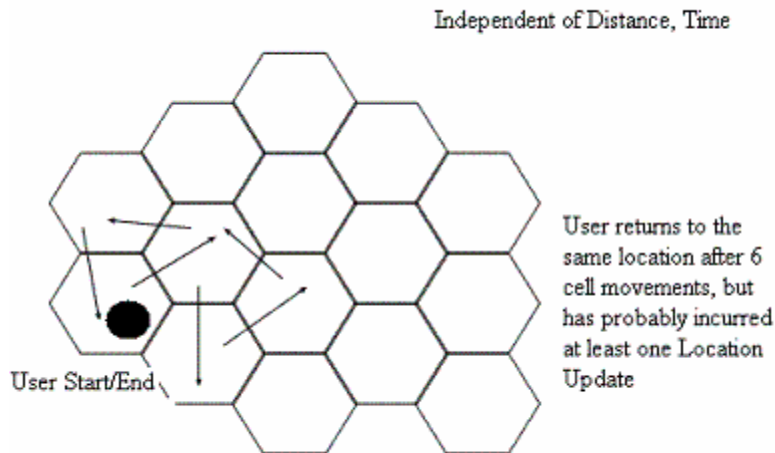 Independent of Distance, Time
User returns to the
same location after 6
cell movements, but
has probably incurred
at least one Location
Update
User Start/End